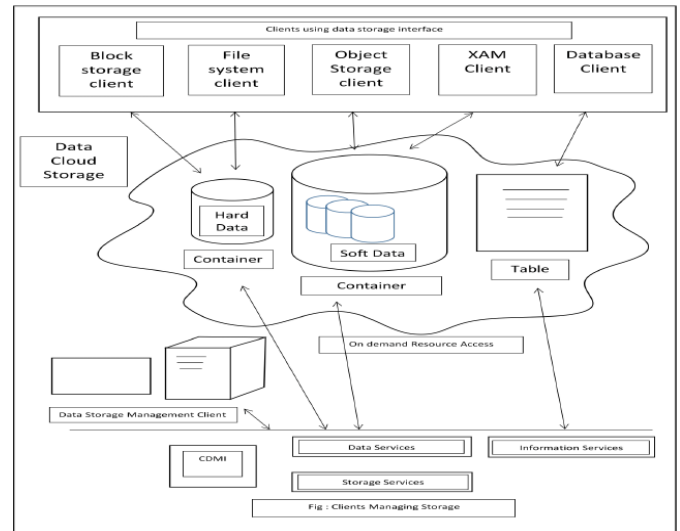 Clients using data storage interface
Block
storage
client
File
system
client
Object
Storage
client
XAM
Client
Database
Client
Data
Cloud
Storage
Hard
Data
Container
Soft Data
Container
Table
On demand Resource Access
Data Storage Management Client
CDMI
Data Services
Information Services
Storage Services
Fig : Clients Managing Storage